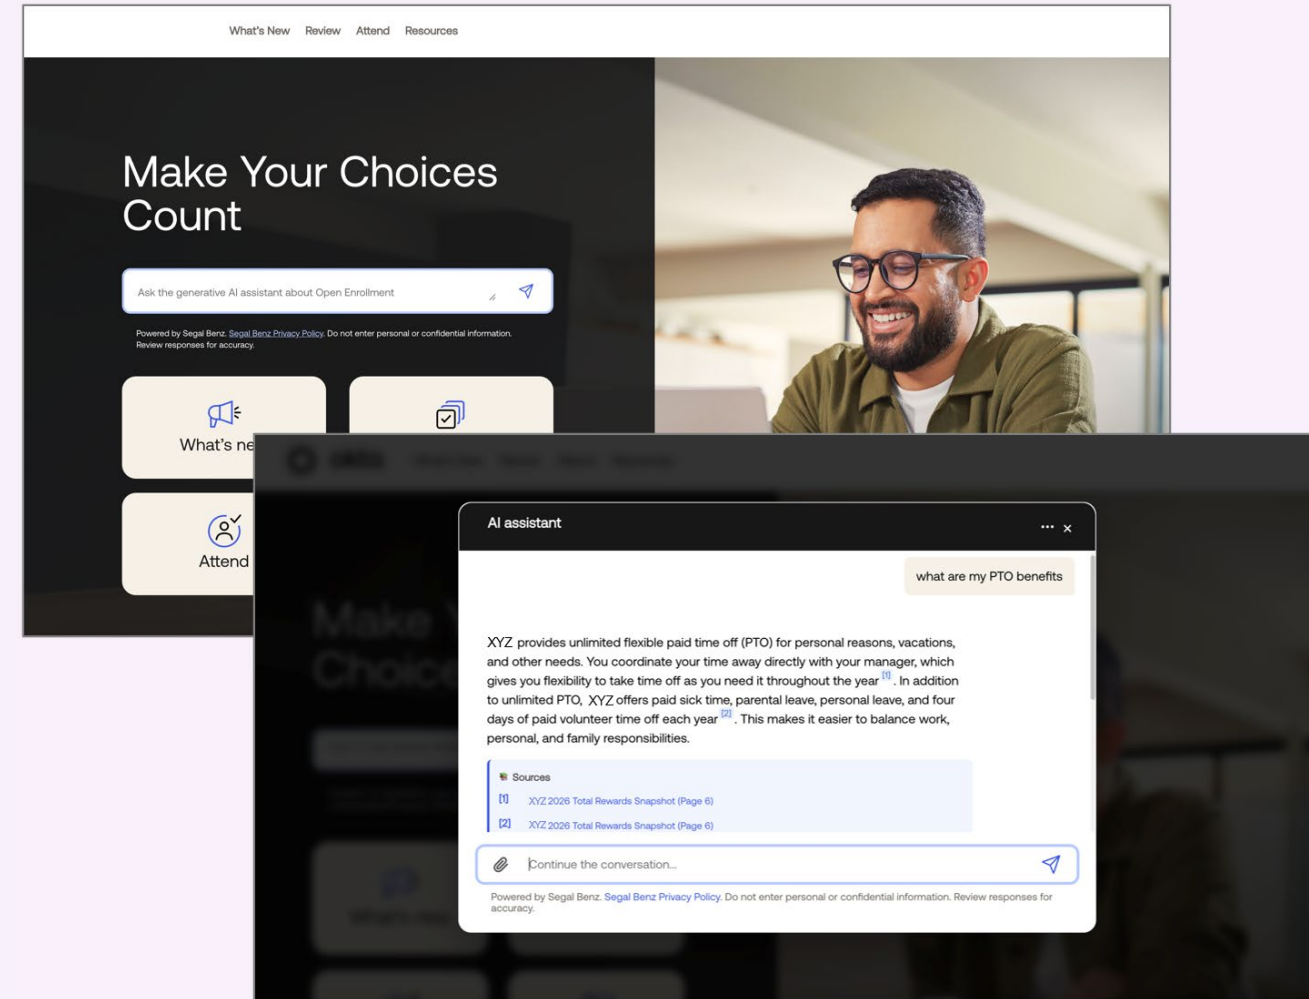 What's New Review Attend Resources
Make Your Choices
Count
Ask the generative AI assistant about Open Enrollment
Powered by Segal Benz. Segal Benz Privacy Policy. Do not enter personal or confidential information.
Review responses for accuracy.
What's ne
Attend
okta
Make
Choice
What's new
AI assistant
what are my PTO benefits
XYZ provides unlimited flexible paid time off (PTO) for personal reasons, vacations,
and other needs. You coordinate your time away directly with your manager, which
gives you flexibility to take time off as you need it throughout the year [1]. In addition
to unlimited PTO, XYZ offers paid sick time, parental leave, personal leave, and four
days of paid volunteer time off each year [2]. This makes it easier to balance work,
personal, and family responsibilities.
Sources
[1] XYZ 2026 Total Rewards Snapshot (Page 6)
[2] XYZ 2026 Total Rewards Snapshot (Page 6)
Continue the conversation...
Powered by Segal Benz. Segal Benz Privacy Policy. Do not enter personal or confidential information. Review responses for
accuracy.